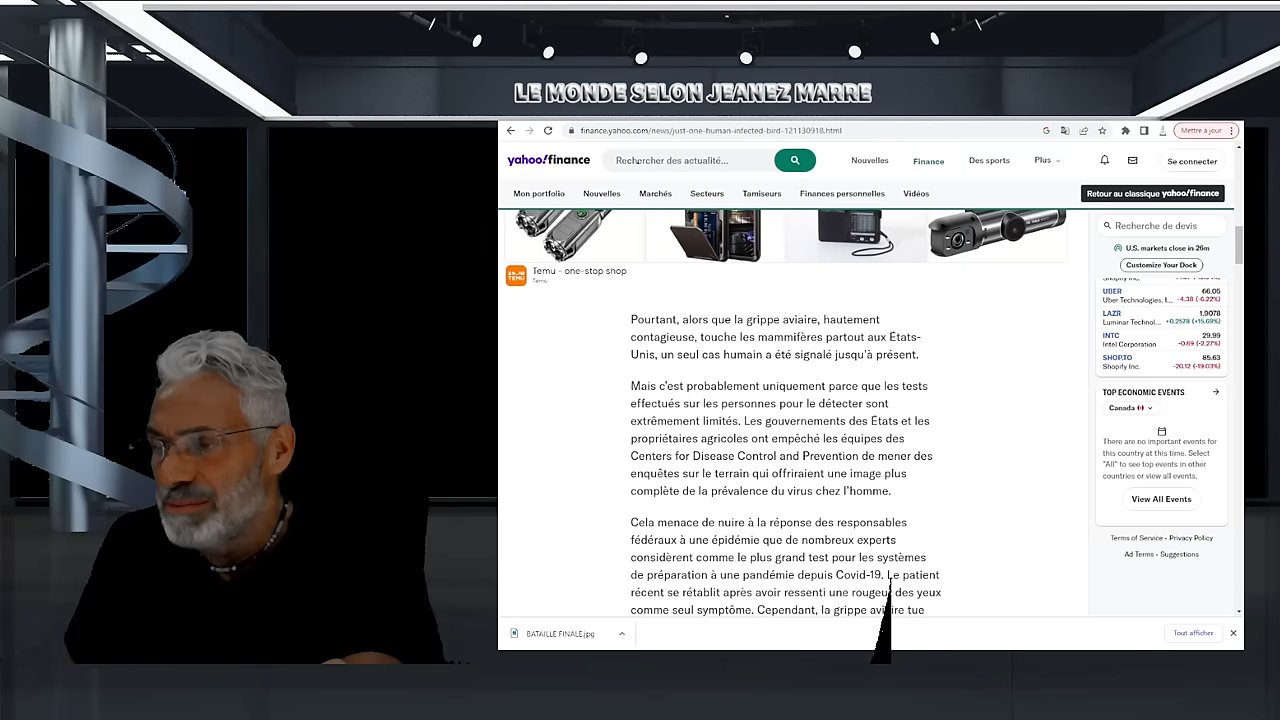 LE MONDE SELON JEANEZ MARRE
finance.yahoo.com/news/just-one-human-infected-bird-121130918.html
Mettre à jour
yahoo!finance
Rechercher des actualité...
Nouvelles
Finance
Des sports
Plus
Se connecter
Mon portfolio
Nouvelles
Marchés
Secteurs
Tamiseurs
Finances personnelles
Vidéos
Retour au classique yahoo/finance
Temu - one-stop shop
Temu
Pourtant, alors que la grippe aviaire, hautement
contagieuse, touche les mammifères partout aux États-
Unis, un seul cas humain a été signalé jusqu'à présent.
Mais c'est probablement uniquement parce que les tests
effectués sur les personnes pour le détecter sont
extrêmement limités. Les gouvernements des États et les
propriétaires agricoles ont empêché les équipes des
Centers for Disease Control and Prevention de mener des
enquêtes sur le terrain qui offriraient une image plus
complète de la prévalence du virus chez l'homme.
Cela menace de nuire à la réponse des responsables
fédéraux à une épidémie que de nombreux experts
considèrent comme le plus grand test pour les systèmes
de préparation à une pandémie depuis Covid-19. Le patient
récent se rétablit après avoir ressenti une rougeur des yeux
comme seul symptôme. Cependant, la grippe aviaire tue
Recherche de devis
U.S. markets close in 26m
Customize Your Dock
UBER 66.05
Uber Technologies, I... -4.38 (-6.22%)
LAZR 1.9078
Luminar Technol... +0.2578 (+15.69%)
INTC 29.99
Intel Corporation -0.69 (-2.27%)
SHOP.TO 85.63
Shopify Inc. -20.12 (-19.03%)
TOP ECONOMIC EVENTS
Canada
There are no important events for
this country at this time. Select
"All" to see top events in other
countries or view all events.
View All Events
Terms of Service • Privacy Policy
Ad Terms • Suggestions
BATAILLE FINALE.jpg
Tout afficher